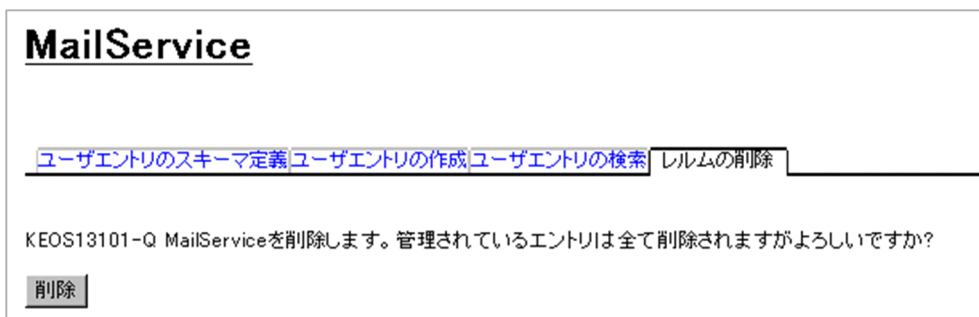 MailService
ユーザエントリのスキーマ定義 ユーザエントリの作成 ユーザエントリの検索 レルムの削除
KEOS13101-Q MailServiceを削除します。管理されているエントリは全て削除されますがよろしいですか?
削除